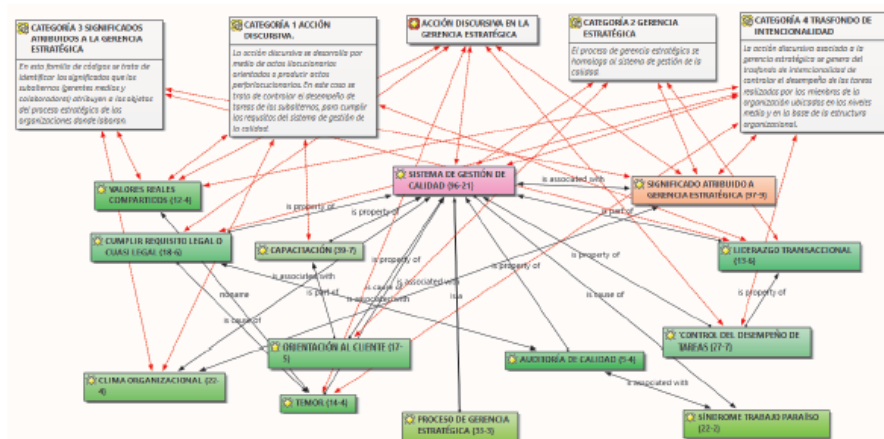 CATEGORÍA 3 SIGNIFICADOS
ATRIBUIDOS A LA GERENCIA
ESTRATÉGICA
En esta familia de códigos se trata de
identificar los significados que los
subalternos (gerentes medios y
colaboradores) atribuyen a los objetos
del proceso estratégico de las
organizaciones donde laboran.
CATEGORÍA 1 ACCIÓN
DISCURSIVA.
La acción discursiva se desarrolla por
medio de actos ilocucionarios
orientados a producir actos
perlocucionarios. En este caso se
trata de controlar el desempeño de
tareas de los subalternos, para cumplir
los requisitos del sistema de gestión de
la calidad.
ACCIÓN DISCURSIVA EN LA
GERENCIA ESTRATÉGICA
CATEGORÍA 2 GERENCIA
ESTRATÉGICA
El proceso de gerencia estratégica se
homologa al sistema de gestión de la
calidad.
CATEGORÍA 4 TRASFONDO DE
INTENCIONALIDAD
La acción discursiva asociada a la
gerencia estratégica se genera del
trasfondo de intencionalidad de
controlar el desempeño de las tareas
realizadas por los miembros de la
organización ubicados en los niveles
medio y en la base de la estructura
organizacional.
SISTEMA DE GESTIÓN DE
CALIDAD (96-21)
is associated with
VALORES REALES
COMPARTIDOS (12-4)
SIGNIFICADO ATRIBUIDO A
GERENCIA ESTRATÉGICA (97-9)
is property of
is property of
is part of
CUMPLIR REQUISITO LEGAL O
CUASI LEGAL (18-6)
CAPACITACIÓN (39-7)
LIDERAZGO TRANSACCIONAL
(13-6)
is property of
is property of
is property of
is associated with
is associated with
is cause of
is cause of
is property of
noname
is part of
is associated with
is a
is cause of
ORIENTACIÓN AL CLIENTE (17-
5)
AUDITORÍA DE CALIDAD (5-4)
CONTROL DEL DESEMPEÑO DE
TAREAS (27-7)
CLIMA ORGANIZACIONAL (22-
4)
is associated with
TEMOR (14-4)
PROCESO DE GERENCIA
ESTRATÉGICA (33-3)
SÍNDROME TRABAJO PARAÍSO
(22-2)